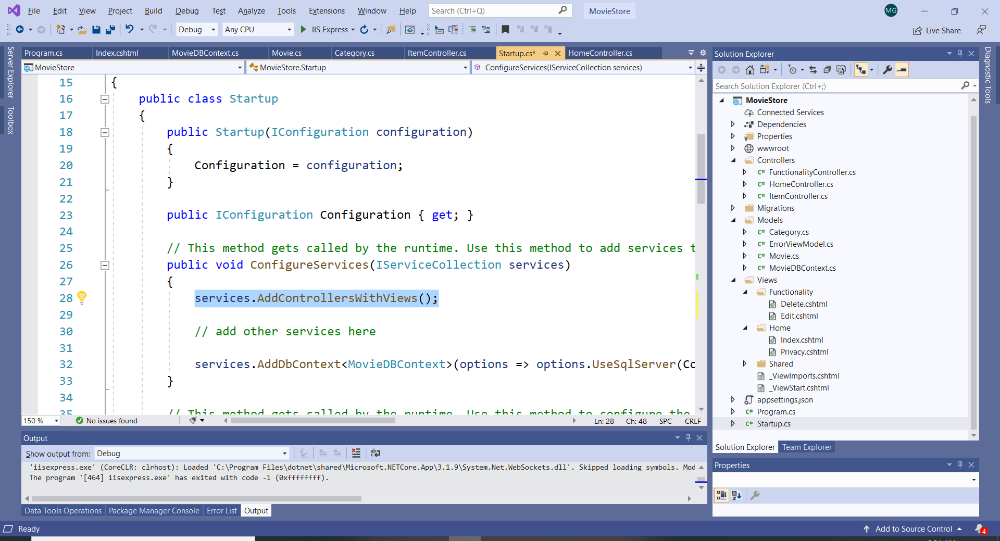 File Edit View Project Build Debug Test Analyze Tools Extensions Window Help Search (Ctrl+Q) MovieStore MG
Debug Any CPU IIS Express Live Share
Server Explorer
Toolbox
Program.cs Index.cshtml MovieDBContext.cs Movie.cs Category.cs ItemController.cs Startup.cs* HomeController.cs
MovieStore MovieStore.Startup ConfigureServices(IServiceCollection services)
15 {
16 public class Startup
17 {
18 public Startup(IConfiguration configuration)
19 {
20 Configuration = configuration;
21 }
22
23 public IConfiguration Configuration { get; }
24
25 // This method gets called by the runtime. Use this method to add services t
26 public void ConfigureServices(IServiceCollection services)
27 {
28 services.AddControllersWithViews();
29
30 // add other services here
31
32 services.AddDbContext<MovieDBContext>(options => options.UseSqlServer(Co
33 }
34
35 // This method gets called by the runtime. Use this method to configure the
150 % No issues found Ln: 28 Ch: 48 SPC CRLF
Output
Show output from: Debug
'iisexpress.exe' (CoreCLR: clrhost): Loaded 'C:\Program Files\dotnet\shared\Microsoft.NETCore.App\3.1.9\System.Net.WebSockets.dll'. Skipped loading symbols. Mod
The program '[464] iisexpress.exe' has exited with code -1 (0xffffffff).
Data Tools Operations Package Manager Console Error List Output
Solution Explorer
Search Solution Explorer (Ctrl+;)
MovieStore
Connected Services
Dependencies
Properties
wwwroot
Controllers
C# FunctionalityController.cs
C# HomeController.cs
C# ItemController.cs
Migrations
Models
C# Category.cs
C# ErrorViewModel.cs
C# Movie.cs
C# MovieDBContext.cs
Views
Functionality
Delete.cshtml
Edit.cshtml
Home
Index.cshtml
Privacy.cshtml
Shared
_ViewImports.cshtml
_ViewStart.cshtml
appsettings.json
C# Program.cs
C# Startup.cs
Solution Explorer Team Explorer
Properties
Diagnostic Tools
Ready Add to Source Control 4